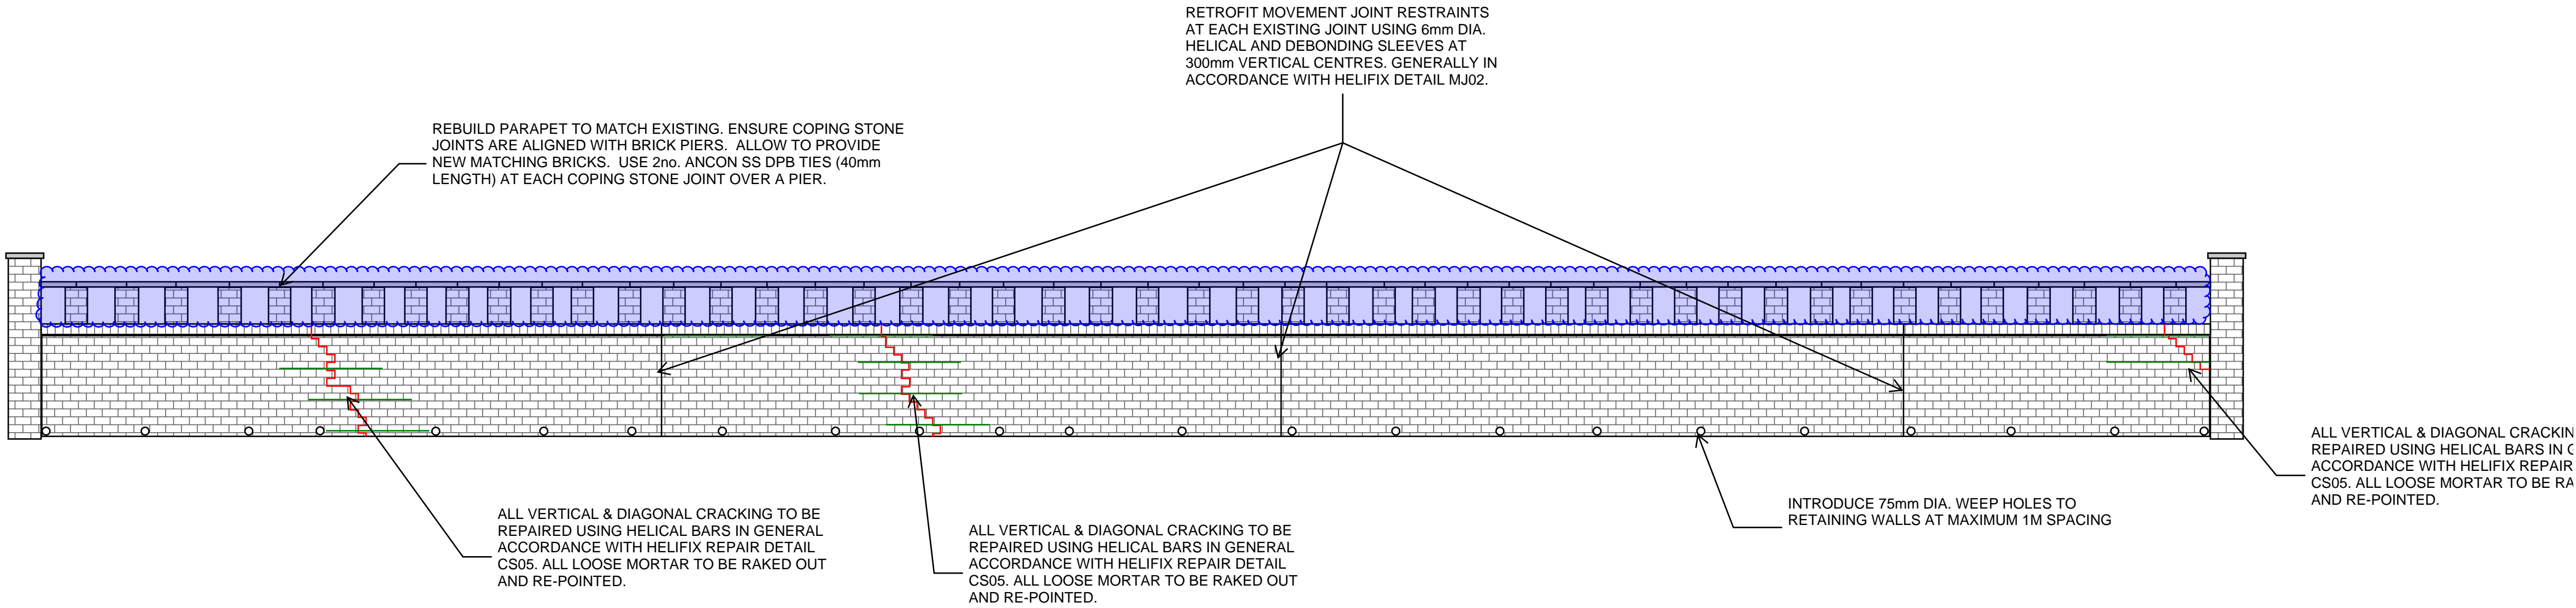 RETROFIT MOVEMENT JOINT RESTRAINTS
AT EACH EXISTING JOINT USING 6mm DIA.
HELICAL AND DEBONDING SLEEVES AT
300mm VERTICAL CENTRES. GENERALLY IN
ACCORDANCE WITH HELIFIX DETAIL MJ02.
REBUILD PARAPET TO MATCH EXISTING. ENSURE COPING STONE
JOINTS ARE ALIGNED WITH BRICK PIERS. ALLOW TO PROVIDE
NEW MATCHING BRICKS. USE 2no. ANCON SS DPB TIES (40mm
LENGTH) AT EACH COPING STONE JOINT OVER A PIER.
ALL VERTICAL & DIAGONAL CRACKING TO BE
REPAIRED USING HELICAL BARS IN GENERAL
ACCORDANCE WITH HELIFIX REPAIR DETAIL
CS05. ALL LOOSE MORTAR TO BE RAKED OUT
AND RE-POINTED.
ALL VERTICAL & DIAGONAL CRACKING TO BE
REPAIRED USING HELICAL BARS IN GENERAL
ACCORDANCE WITH HELIFIX REPAIR DETAIL
CS05. ALL LOOSE MORTAR TO BE RAKED OUT
AND RE-POINTED.
INTRODUCE 75mm DIA. WEEP HOLES TO
RETAINING WALLS AT MAXIMUM 1M SPACING
ALL VERTICAL & DIAGONAL
REPAIRED USING HELICAL BARS IN
ACCORDANCE WITH HELIFIX REPAIR
CS05. ALL LOOSE MORTAR TO BE
AND RE-POINTED.